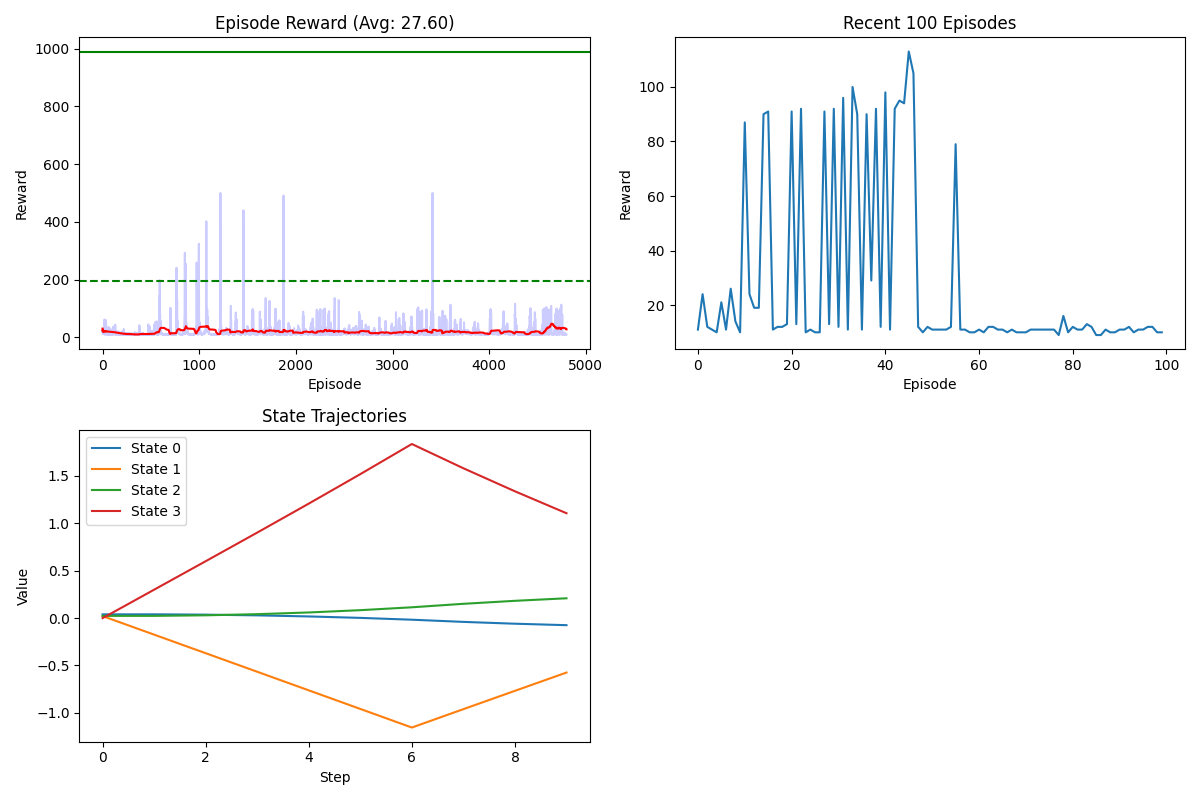 Episode Reward (Avg: 27.60)
1000
800
600
400
200
0
Reward
0
1000
2000
3000
4000
5000
Episode
Recent 100 Episodes
100
80
60
40
20
Reward
0
20
40
60
80
100
Episode
State Trajectories
State 0
State 1
State 2
State 3
1.5
1.0
0.5
0.0
−0.5
−1.0
Value
0
2
4
6
8
Step